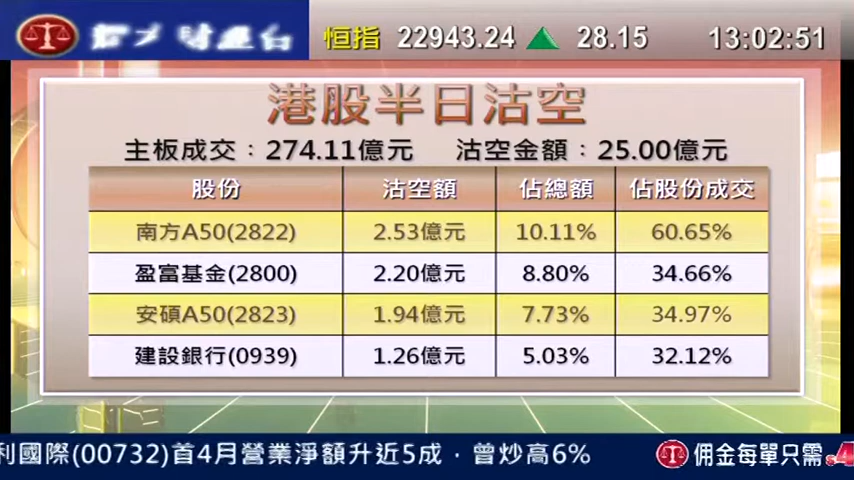 恒指 22943.24 ▲ 28.15 13:02:51
港股半日沽空
主板成交：274.11億元 沽空金額：25.00億元
股份 沽空額 佔總額 佔股份成交
南方A50(2822) 2.53億元 10.11% 60.65%
盈富基金(2800) 2.20億元 8.80% 34.66%
安碩A50(2823) 1.94億元 7.73% 34.97%
建設銀行(0939) 1.26億元 5.03% 32.12%
利國際(00732)首4月營業淨額升近5成，曾炒高6% 佣金每單只需